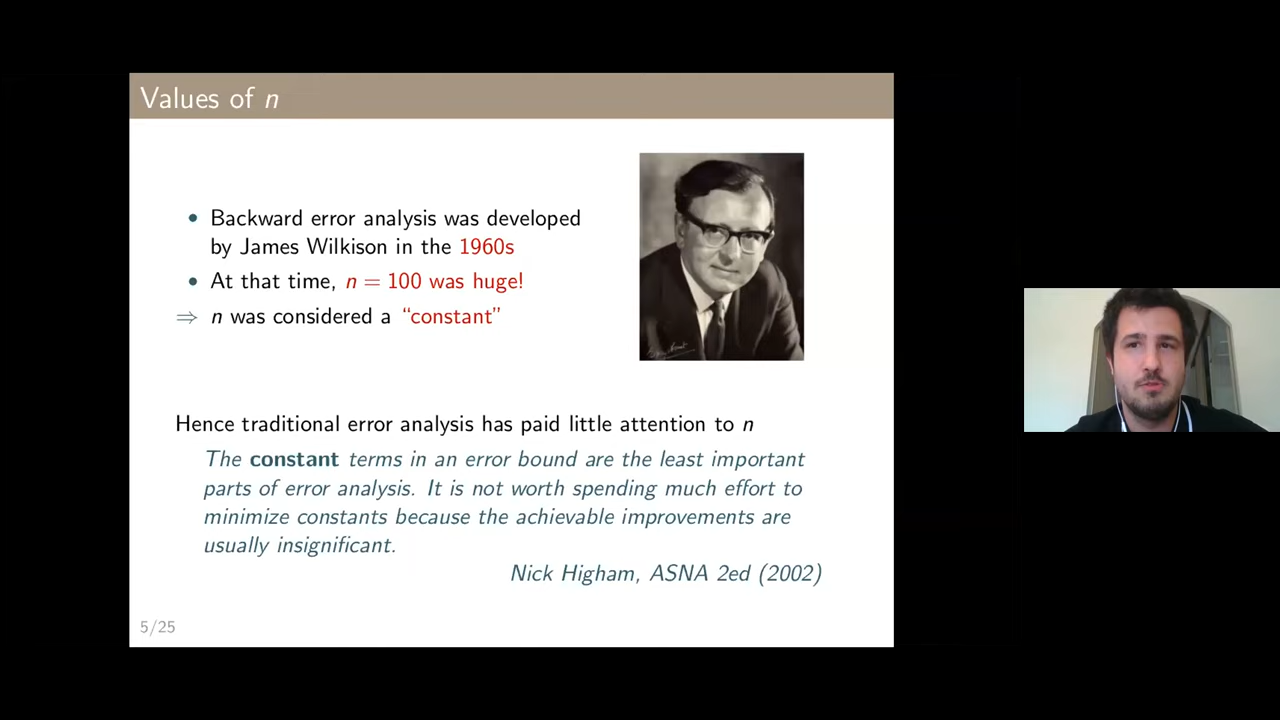 Values of n
• Backward error analysis was developed
by James Wilkison in the 1960s
• At that time, n = 100 was huge!
⇒ n was considered a “constant”
Hence traditional error analysis has paid little attention to n
The constant terms in an error bound are the least important
parts of error analysis. It is not worth spending much effort to
minimize constants because the achievable improvements are
usually insignificant.
Nick Higham, ASNA 2ed (2002)
5/25